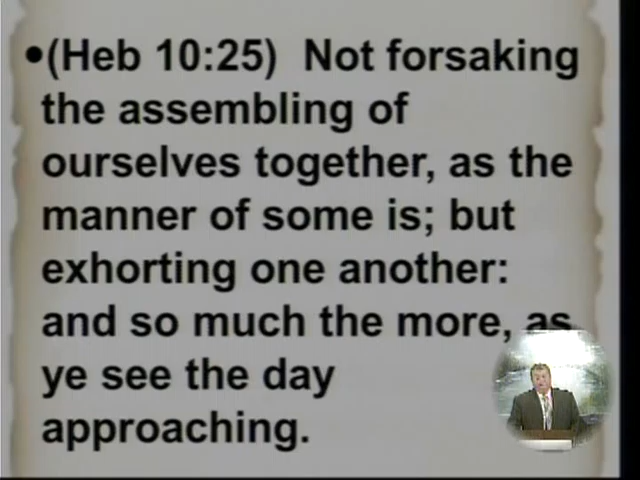 •(Heb 10:25)  Not forsaking
the assembling of
ourselves together, as the
manner of some is; but
exhorting one another:
and so much the more, as
ye see the day
approaching.